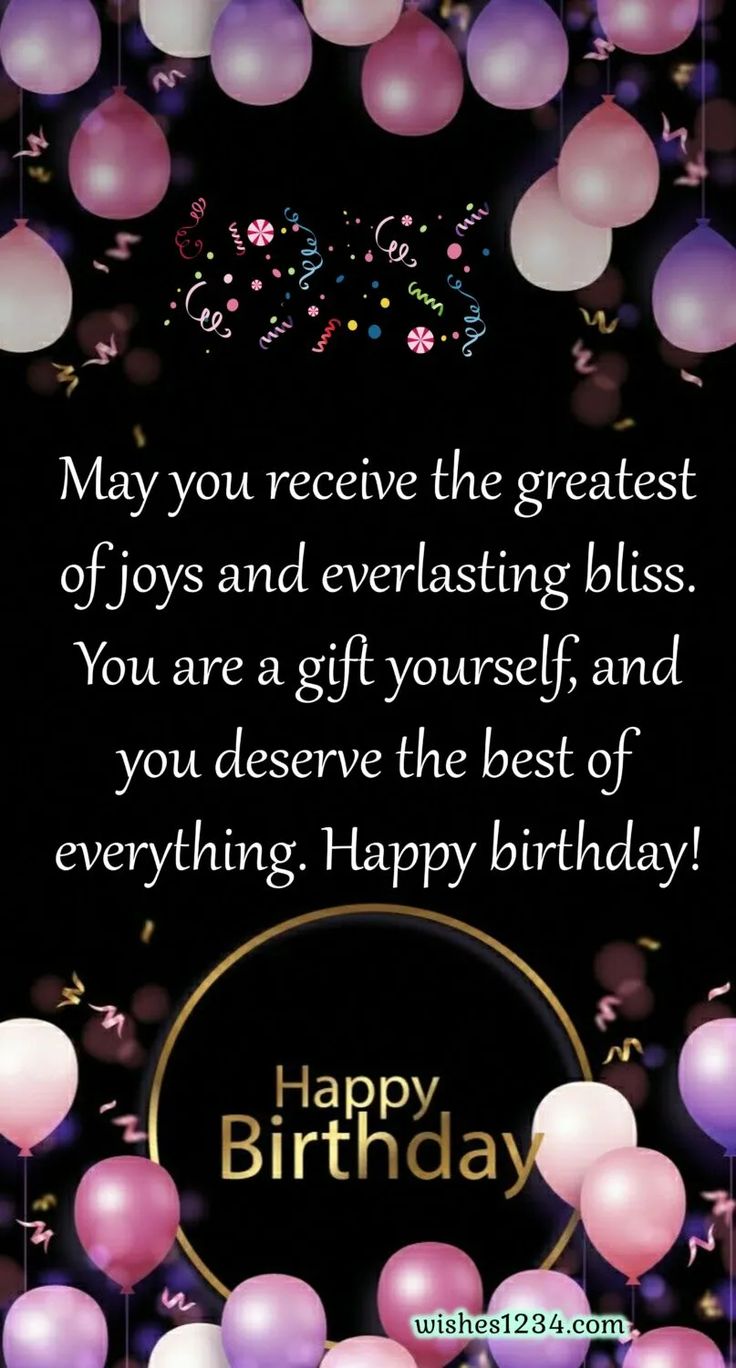 May you receive the greatest
of joys and everlasting bliss.
You are a gift yourself, and
you deserve the best of
everything. Happy birthday!
Happy
Birthday
wishes1234.com